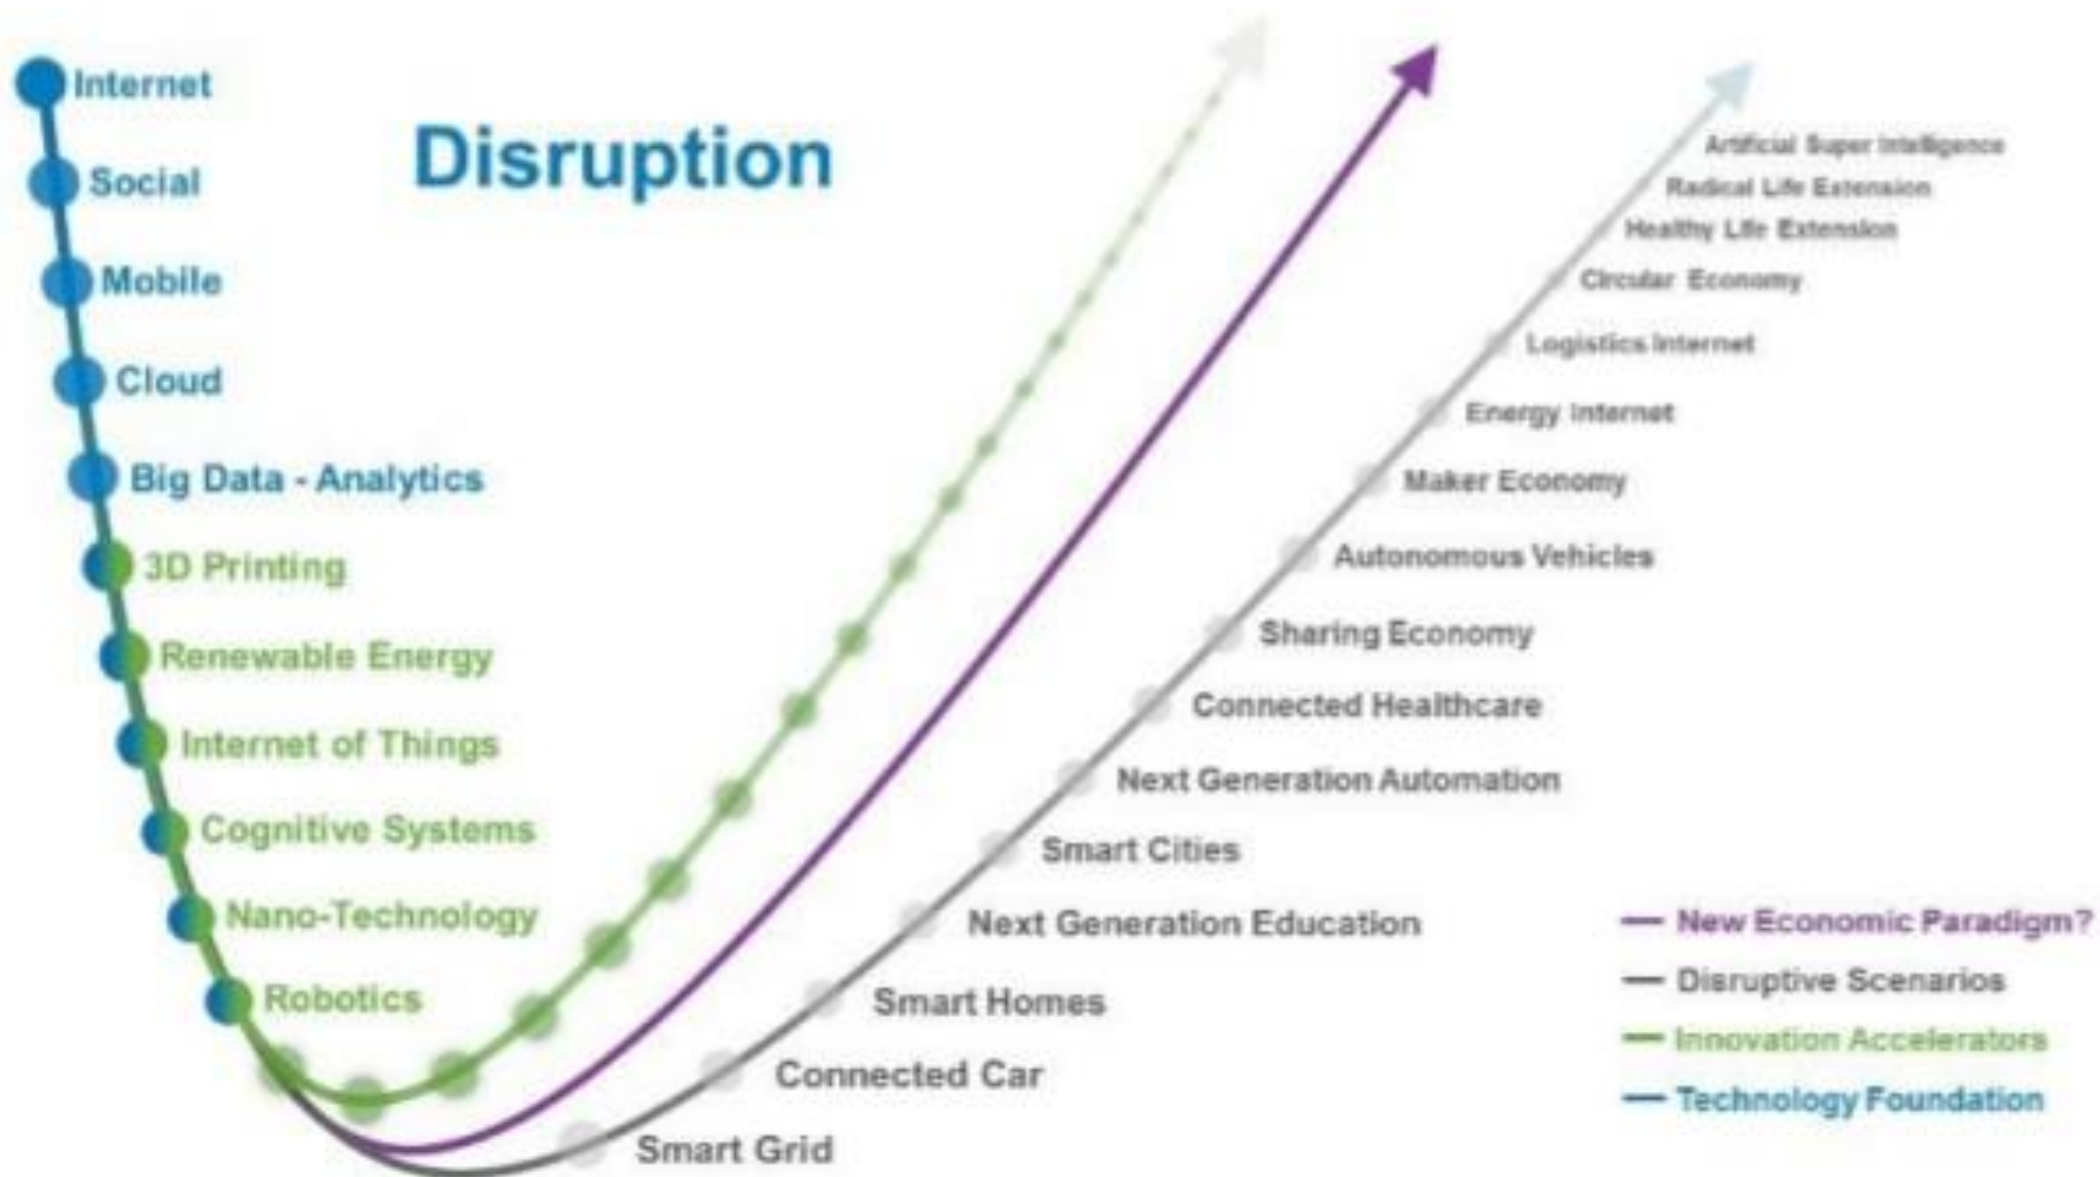 Disruption
Internet
Social
Mobile
Cloud
Big Data - Analytics
3D Printing
Renewable Energy
Internet of Things
Cognitive Systems
Nano-Technology
Robotics
Artificial Super Intelligence
Radical Life Extension
Healthy Life Extension
Circular Economy
Logistics Internet
Energy Internet
Maker Economy
Autonomous Vehicles
Sharing Economy
Connected Healthcare
Next Generation Automation
Smart Cities
Next Generation Education
Smart Homes
Connected Car
Smart Grid
New Economic Paradigm?
Disruptive Scenarios
Innovation Accelerators
Technology Foundation